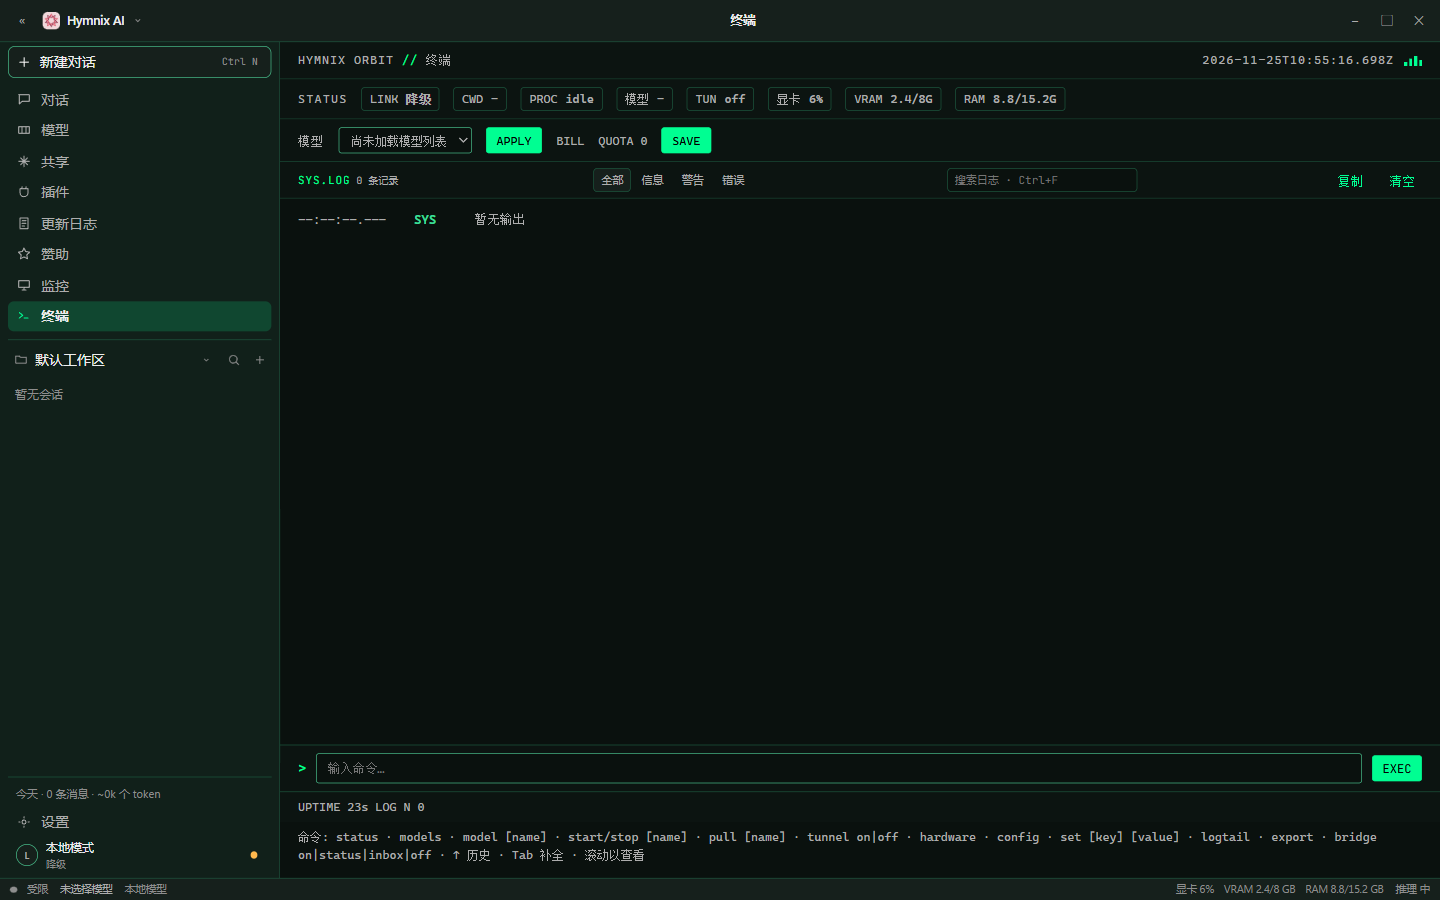 « Hymnix AI
终端
新建对话 Ctrl N
对话
模型
共享
插件
更新日志
赞助
监控
终端
默认工作区
暂无会话
今天 · 0 条消息 · ~0k 个 token
设置
L 本地模式
降级
HYMNIX ORBIT // 终端 2026-11-25T10:55:16.698Z
STATUS LINK 降级 CWD — PROC idle 模型 — TUN off 显卡 6% VRAM 2.4/8G RAM 8.8/15.2G
模型 尚未加载模型列表 APPLY BILL QUOTA 0 SAVE
SYS.LOG 0 条记录 全部 信息 警告 错误 搜索日志 · Ctrl+F 复制 清空
——:——:——.——— SYS 暂无输出
> 输入命令… EXEC
UPTIME 23s LOG N 0
命令: status · models · model [name] · start/stop [name] · pull [name] · tunnel on|off · hardware · config · set [key] [value] · logtail · export · bridge
on|status|inbox|off · ↑ 历史 · Tab 补全 · 滚动以查看
受限 未选择模型 本地模型 显卡 6% VRAM 2.4/8 GB RAM 8.8/15.2 GB 推理 中